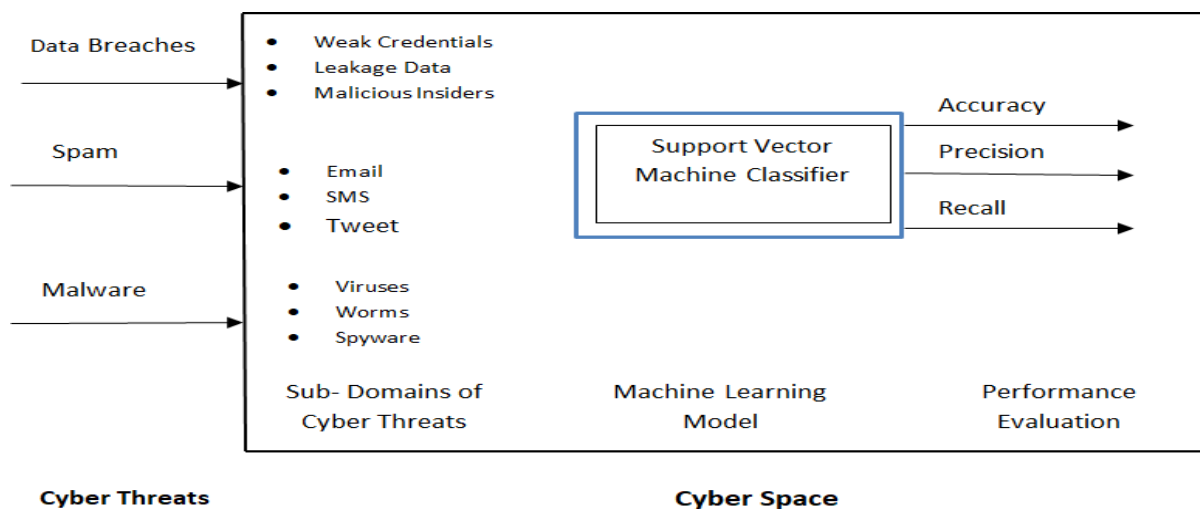 Data Breaches
Weak Credentials
Leakage Data
Malicious Insiders
Spam
Email
SMS
Tweet
Malware
Viruses
Worms
Spyware
Support Vector
Machine Classifier
Accuracy
Precision
Recall
Sub- Domains of
Cyber Threats
Machine Learning
Model
Performance
Evaluation
Cyber Threats
Cyber Space